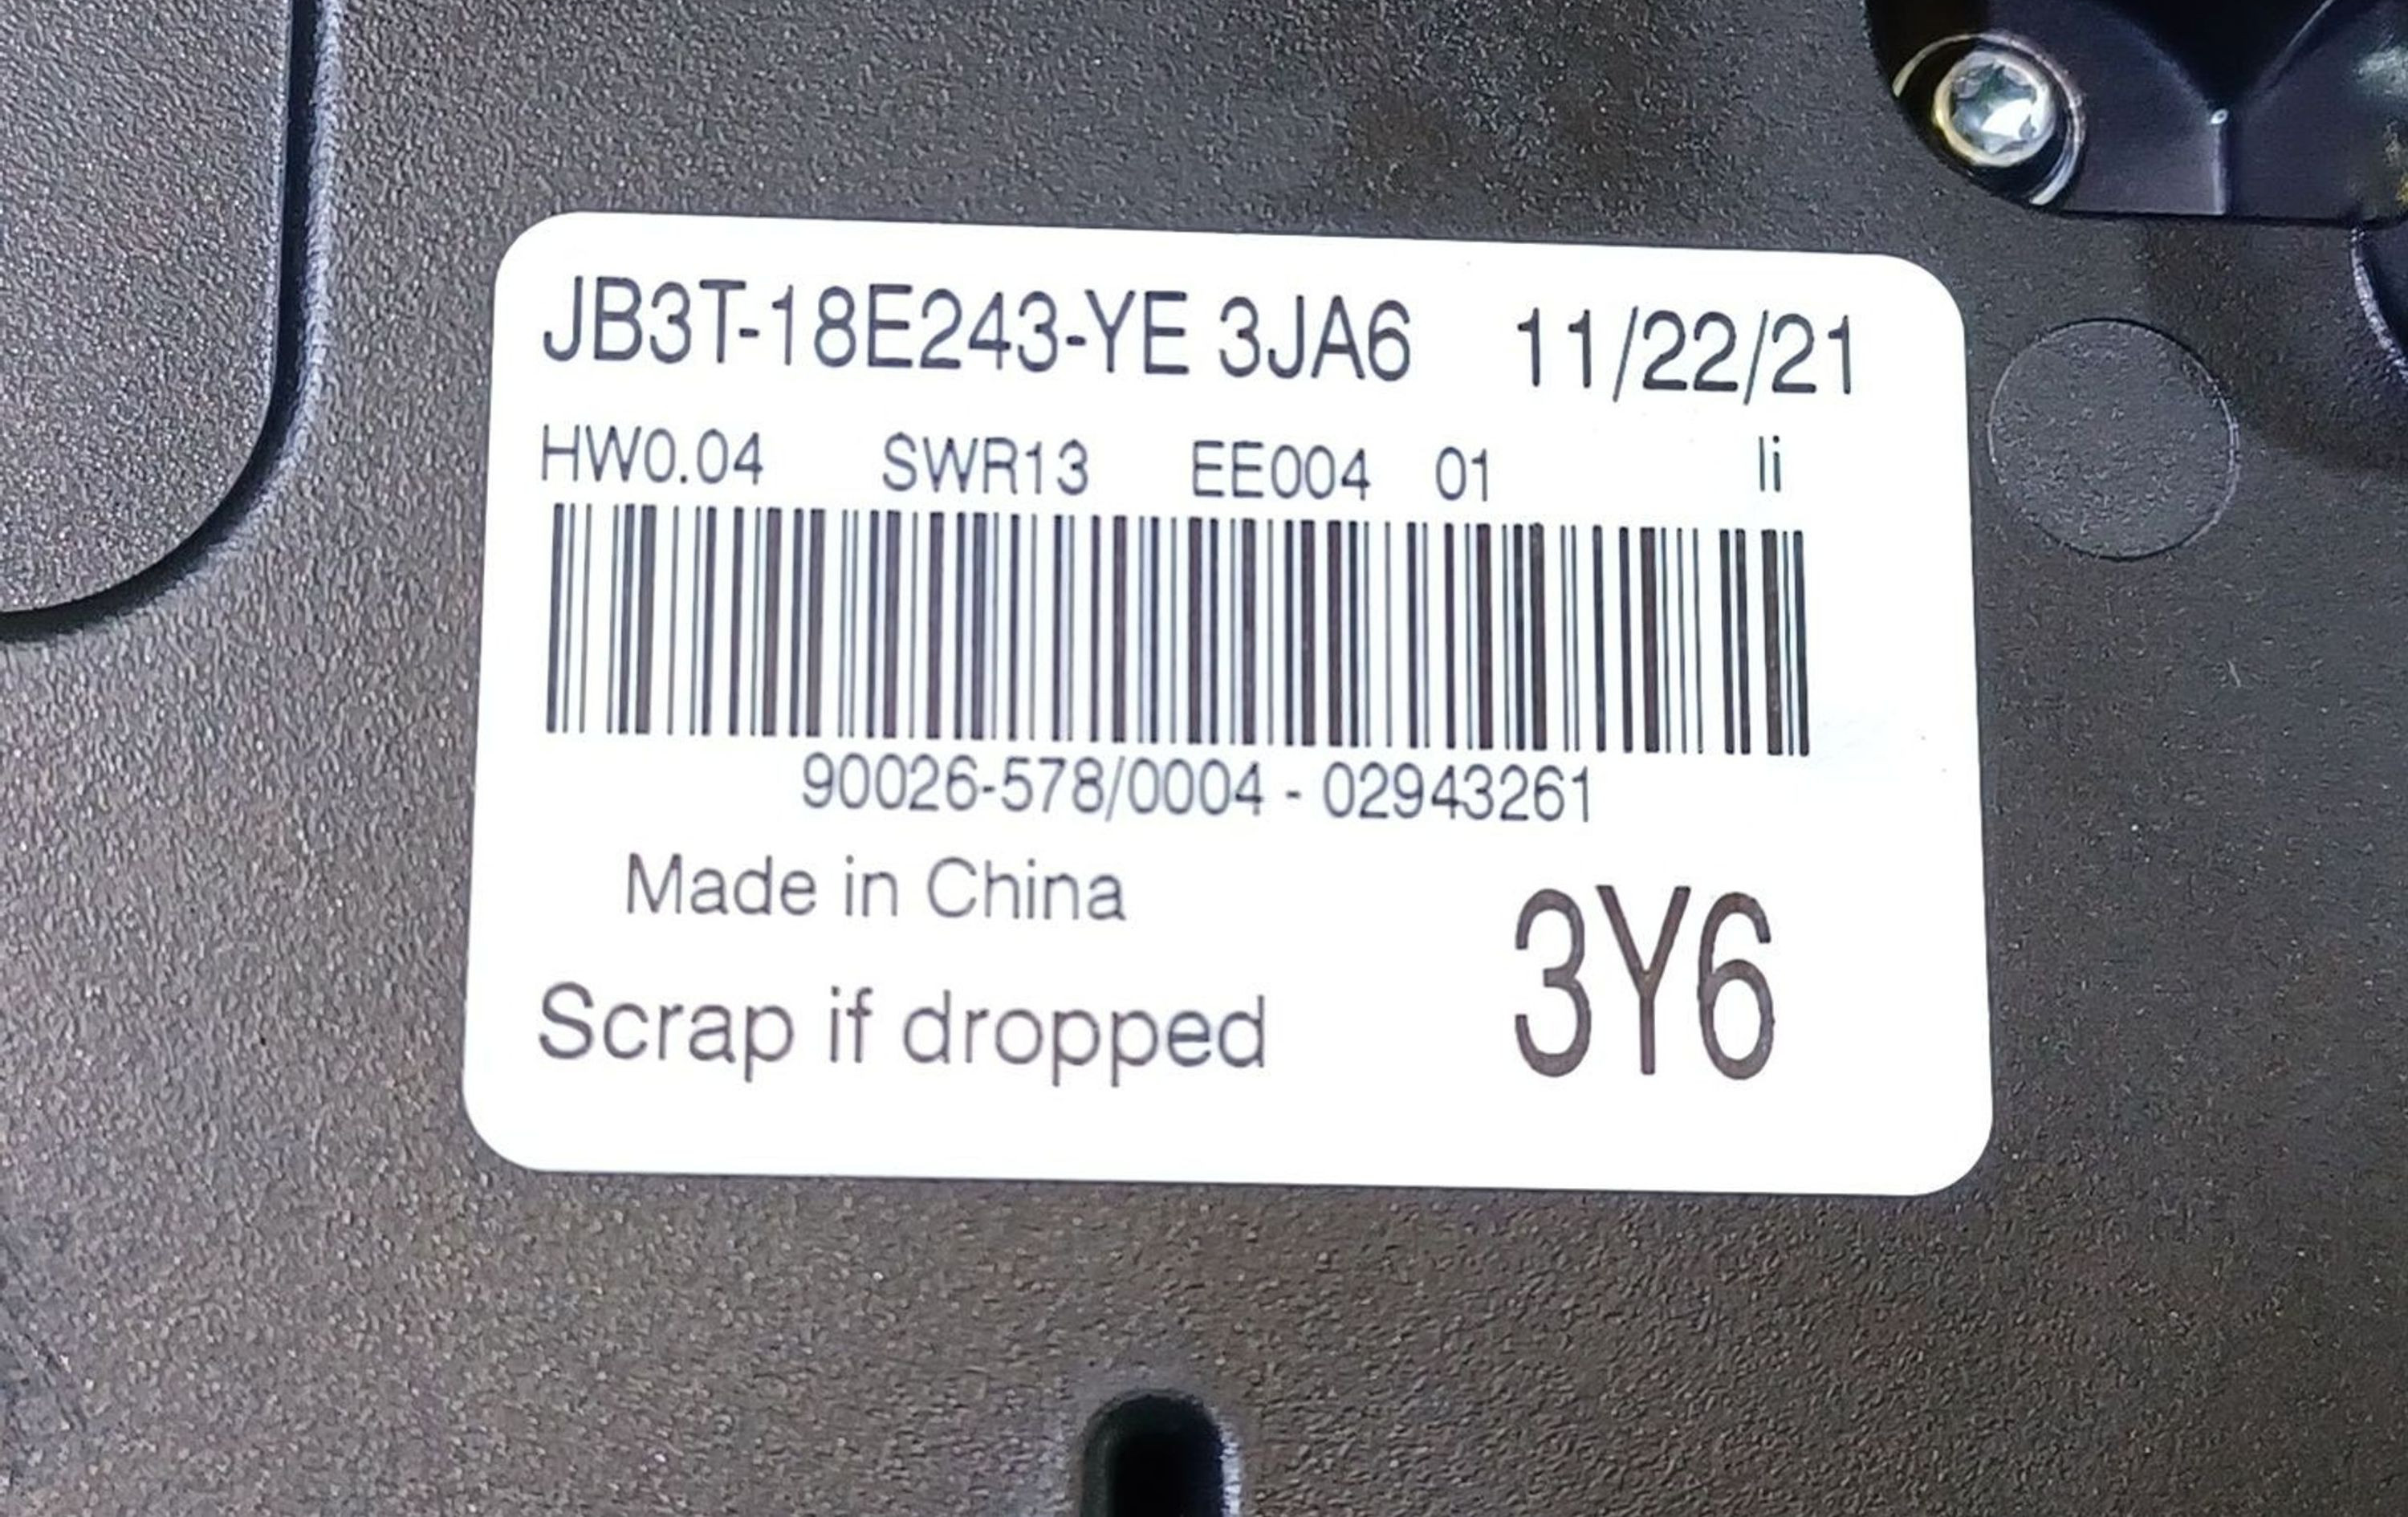 JB3T-18E243-YE 3JA6 11/22/21
HW0.04 SWR13 EE004 01 li
90026-578/0004 - 02943261
Made in China
Scrap if dropped
3Y6